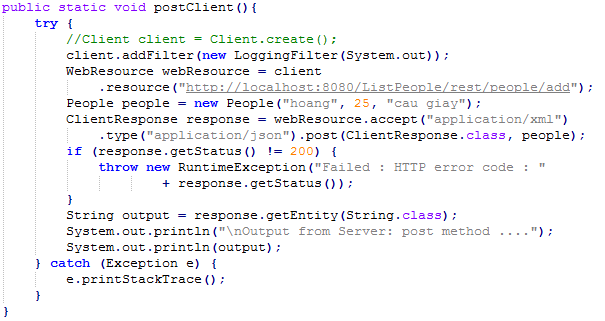 public static void postClient(){
    try {
        //Client client = Client.create();
        client.addFilter(new LoggingFilter(System.out));
        WebResource webResource = client
            .resource("http://localhost:8080/ListPeople/rest/people/add");
        People people = new People("hoang", 25, "cau giay");
        ClientResponse response = webResource.accept("application/xml")
            .type("application/json").post(ClientResponse.class, people);
        if (response.getStatus() != 200) {
            throw new RuntimeException("Failed : HTTP error code : "
                    + response.getStatus());
        }
        String output = response.getEntity(String.class);
        System.out.println("\nOutput from Server: post method ....");
        System.out.println(output);
    } catch (Exception e) {
        e.printStackTrace();
    }
}